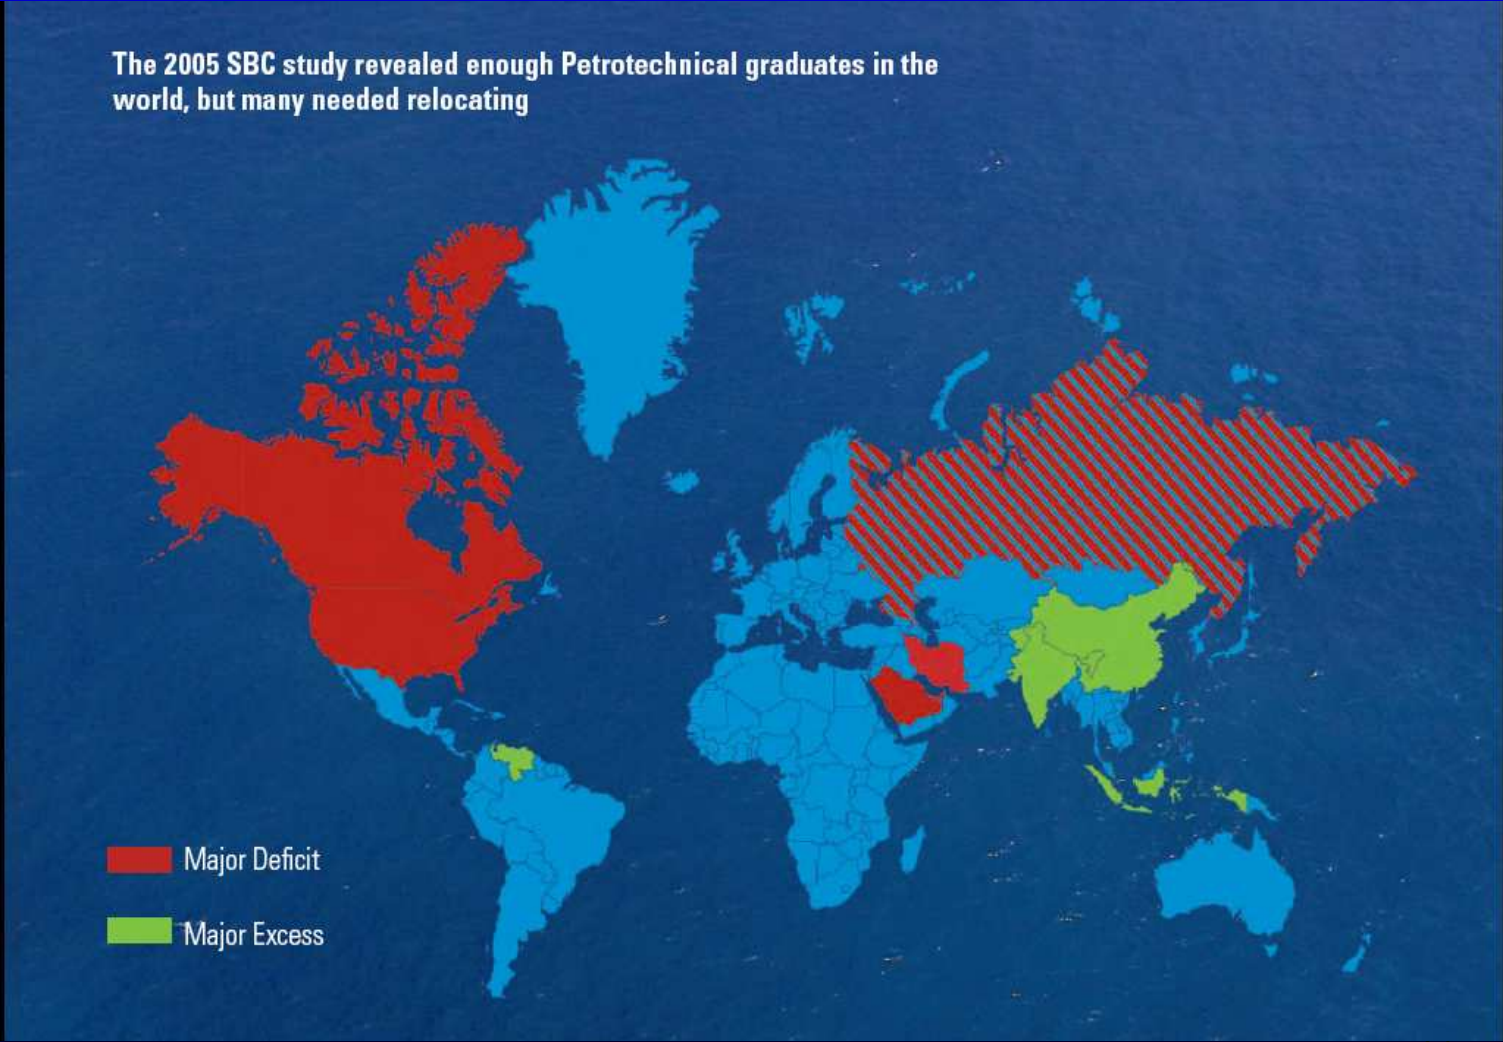 The 2005 SBC study revealed enough Petrotechnical graduates in the
world, but many needed relocating
Major Deficit
Major Excess